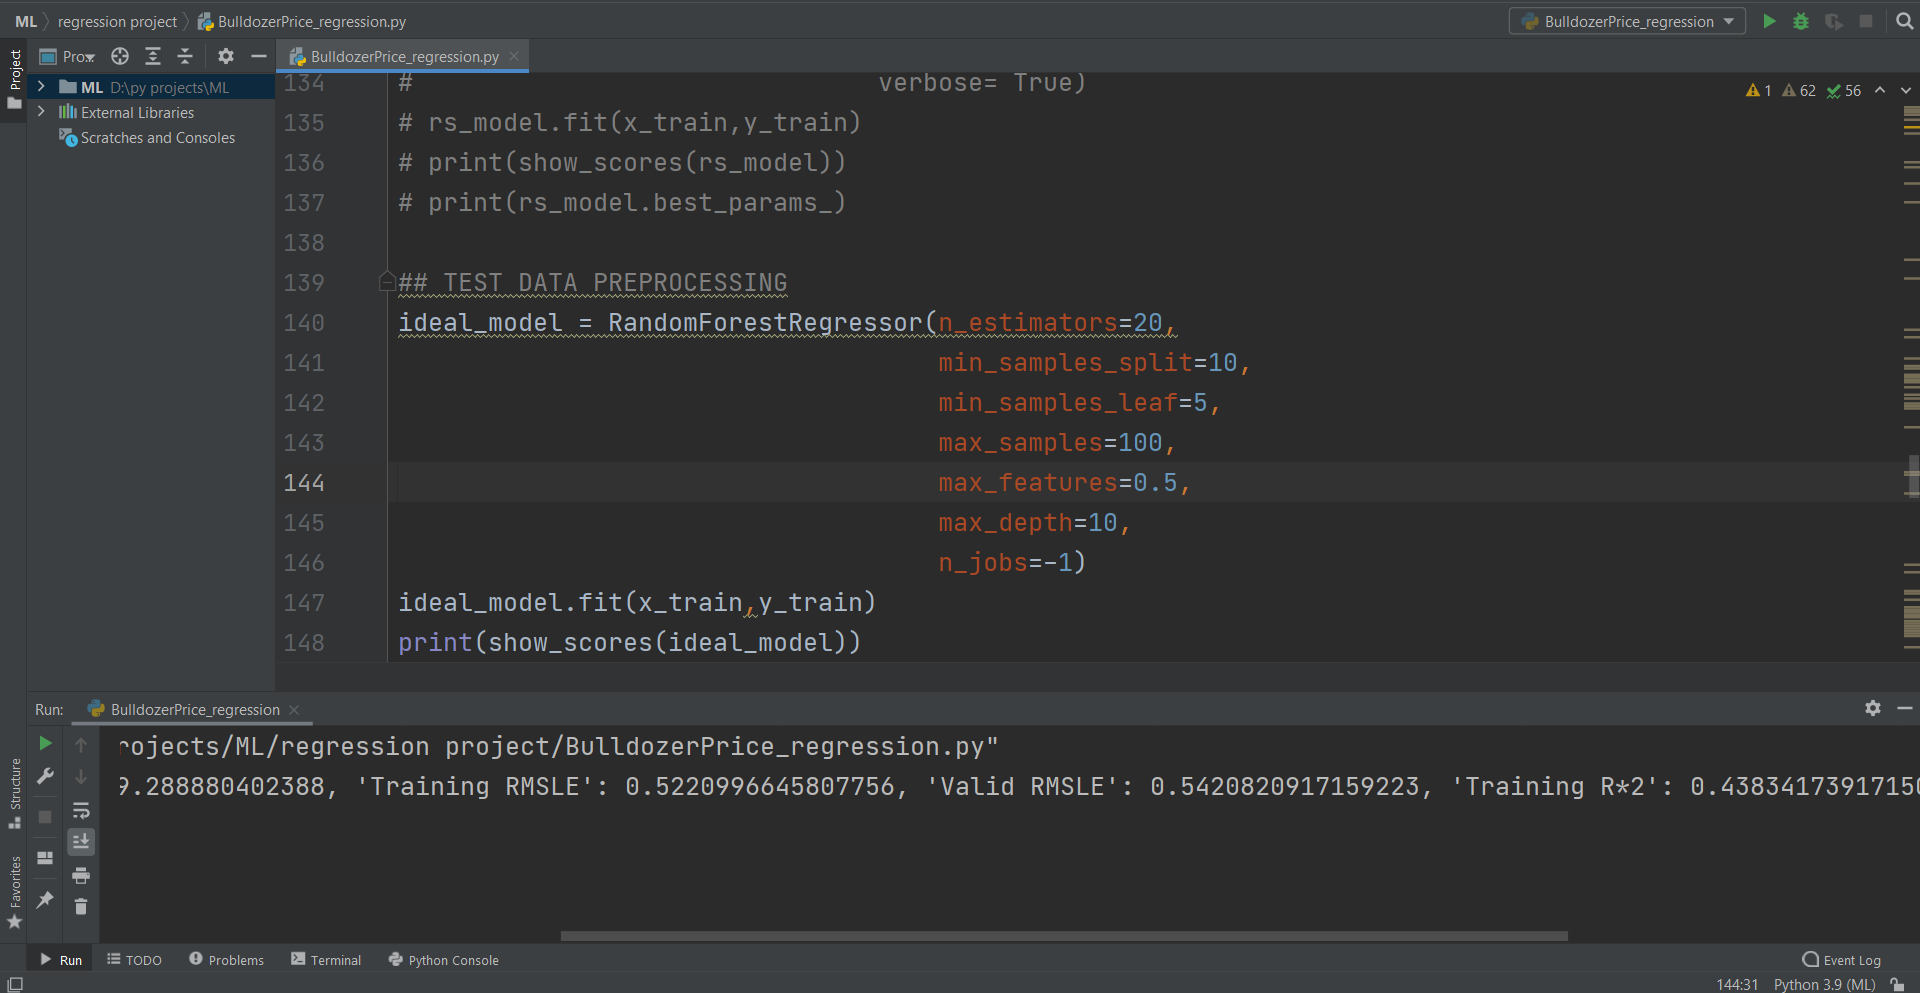 ML regression project BulldozerPrice_regression.py
BulldozerPrice_regression
Project
Pro
BulldozerPrice_regression.py
ML D:\py projects\ML
External Libraries
Scratches and Consoles
1 62 56
134 # verbose= True)
135 # rs_model.fit(x_train,y_train)
136 # print(show_scores(rs_model))
137 # print(rs_model.best_params_)
138
139 ## TEST DATA PREPROCESSING
140 ideal_model = RandomForestRegressor(n_estimators=20,
141 min_samples_split=10,
142 min_samples_leaf=5,
143 max_samples=100,
144 max_features=0.5,
145 max_depth=10,
146 n_jobs=-1)
147 ideal_model.fit(x_train,y_train)
148 print(show_scores(ideal_model))
Run: BulldozerPrice_regression
rojects/ML/regression project/BulldozerPrice_regression.py"
9.288880402388, 'Training RMSLE': 0.5220996645807756, 'Valid RMSLE': 0.5420820917159223, 'Training R*2': 0.438341739171150
Structure
Favorites
Run TODO Problems Terminal Python Console Event Log
144:31 Python 3.9 (ML)